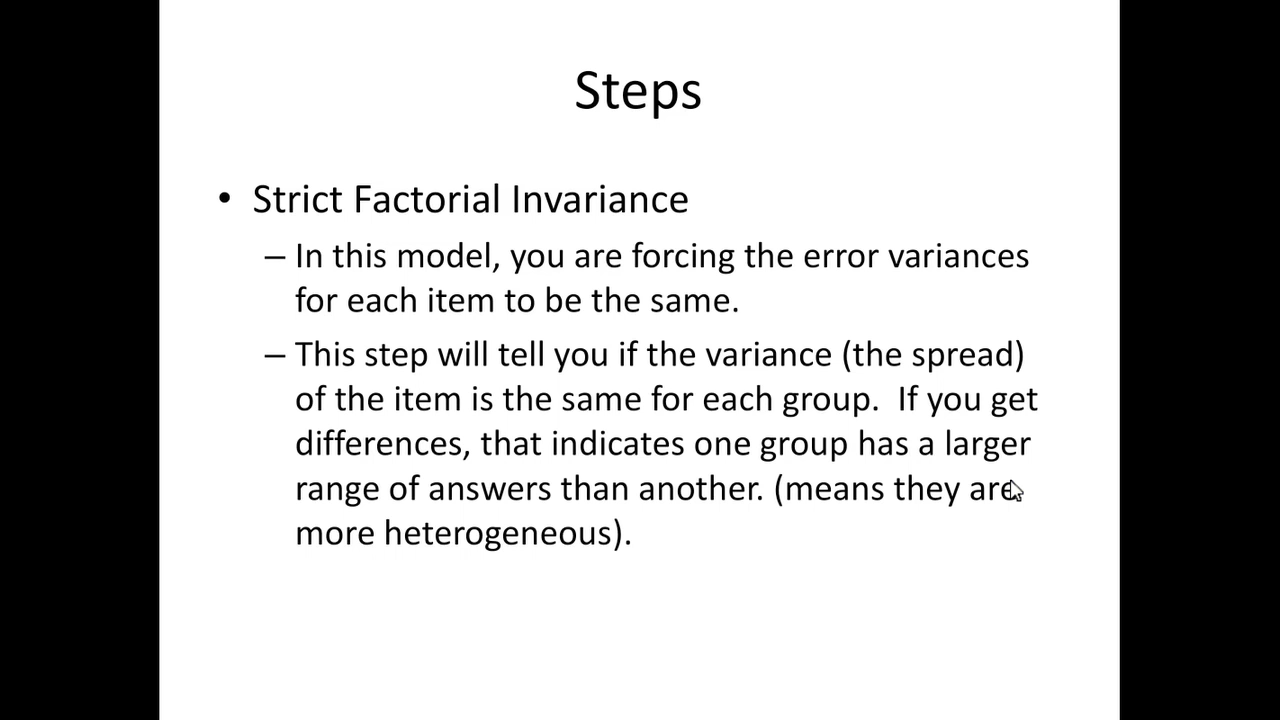 Steps
• Strict Factorial Invariance
– In this model, you are forcing the error variances
for each item to be the same.
– This step will tell you if the variance (the spread)
of the item is the same for each group.  If you get
differences, that indicates one group has a larger
range of answers than another. (means they are
more heterogeneous).